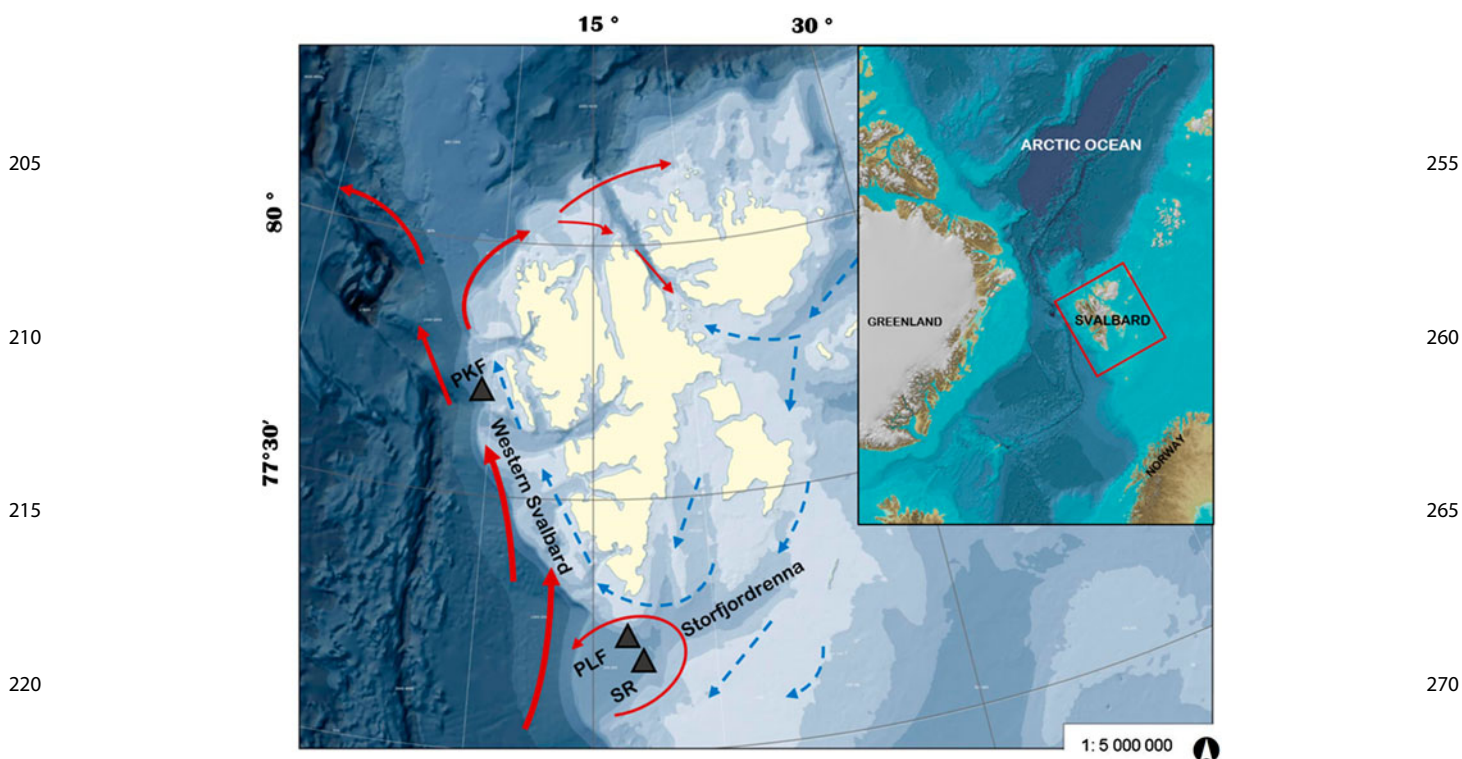 15 °
30 °
205
255
ARCTIC OCEAN
80 °
210
260
GREENLAND
SVALBARD
PKF
77°30′
Western Svalbard
NORWAY
215
265
Storfjordrenna
PLF
SR
220
270
1: 5 000 000